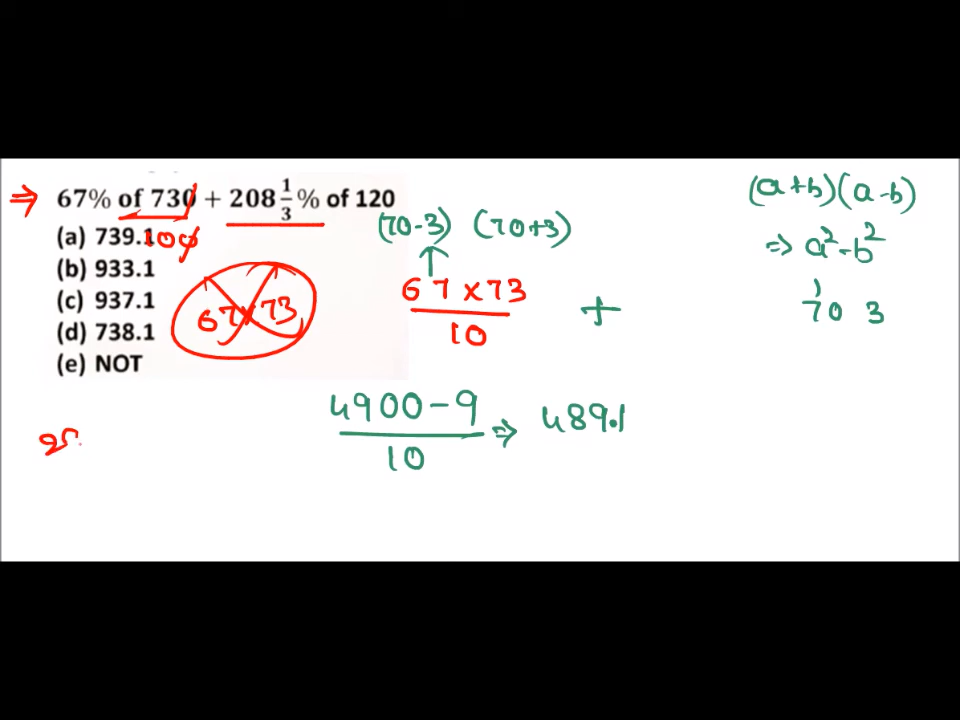 ⇒ 67% of 730 + 208 1/3 % of 120
(a) 739.1
100
(b) 933.1
(c) 937.1
(d) 738.1
(e) NOT
67 x 73
(70-3) (70+3)
67 x 73 +
10
4900 - 9 ⇒ 489.1
10
(a+b)(a-b)
⇒ a² - b²
1
70 3